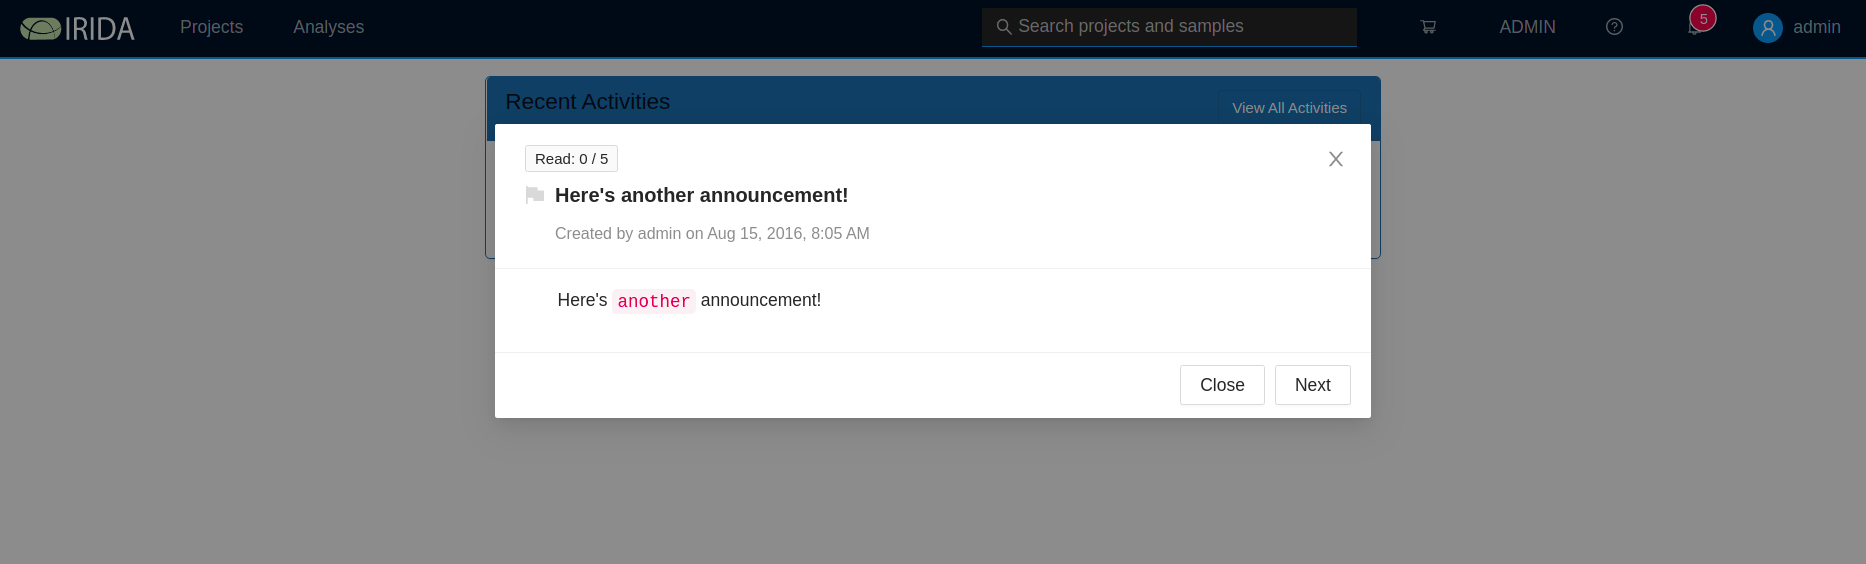 IRIDA Projects Analyses Search projects and samples ADMIN 5 admin
Recent Activities View All Activities
Read: 0 / 5
Here's another announcement!
Created by admin on Aug 15, 2016, 8:05 AM
Here's another announcement!
Close Next